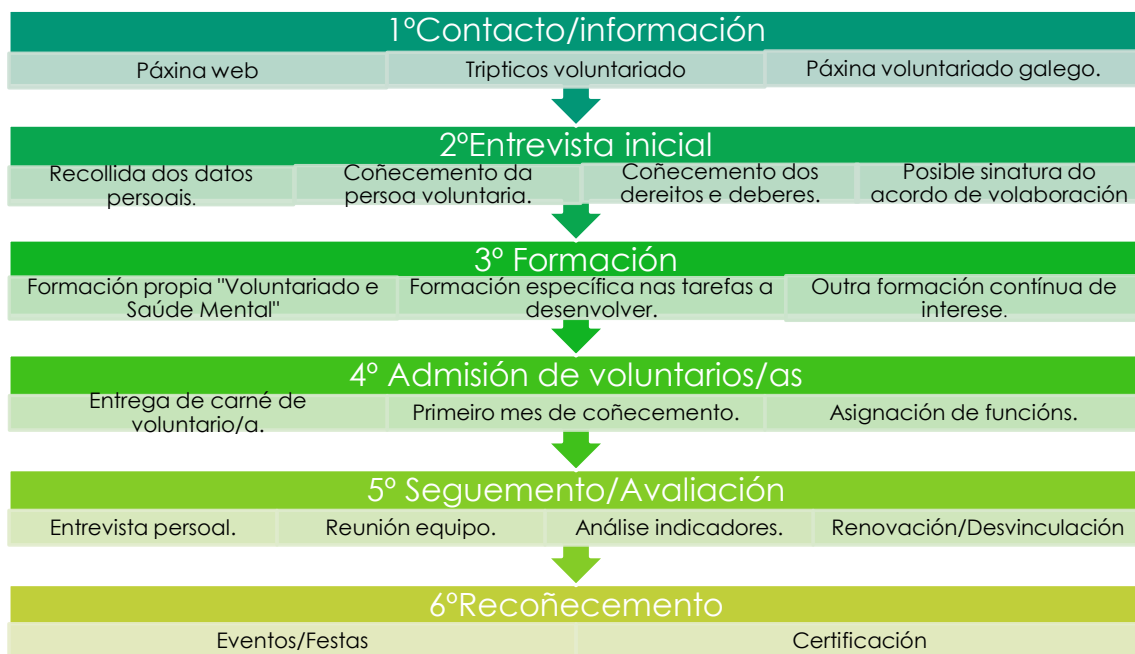 1ºContacto/información
Páxina web
Tripticos voluntariado
Páxina voluntariado galego.
2ºEntrevista inicial
Recollida dos datos
persoais.
Coñecemento da
persoa voluntaria.
Coñecemento dos
dereitos e deberes.
Posible sinatura do
acordo de volaboración
3º Formación
Formación propia "Voluntariado e
Saúde Mental"
Formación específica nas tarefas a
desenvolver.
Outra formación contínua de
interese.
4º Admisión de voluntarios/as
Entrega de carné de
voluntario/a.
Primeiro mes de coñecemento.
Asignación de funcións.
5º Seguemento/Avaliación
Entrevista persoal.
Reunión equipo.
Análise indicadores.
Renovación/Desvinculación
6ºRecoñecemento
Eventos/Festas
Certificación